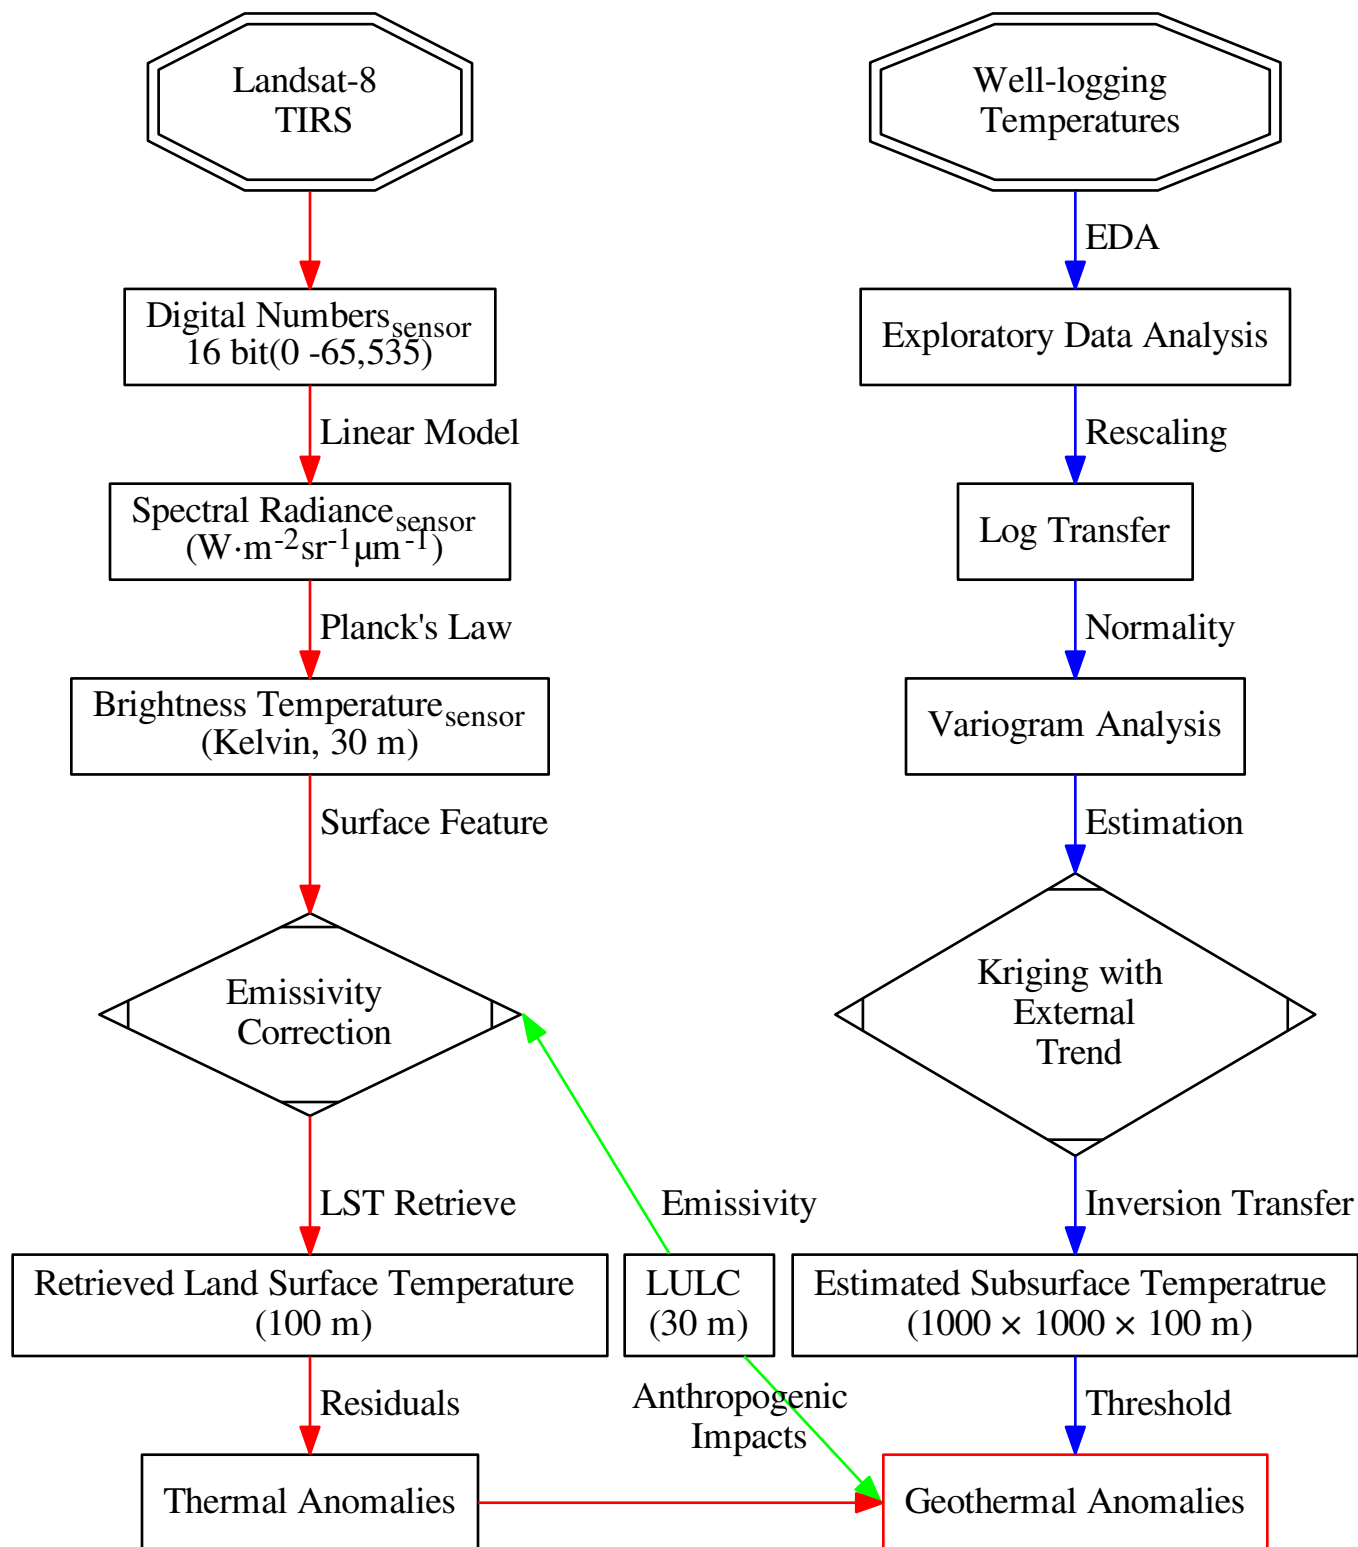 Landsat-8
TIRS
Digital Numbers_sensor
16 bit(0 -65,535)
Linear Model
Spectral Radiance_sensor
(W·m^-2sr^-1μm^-1)
Planck's Law
Brightness Temperature_sensor
(Kelvin, 30 m)
Surface Feature
Emissivity
Correction
LST Retrieve
Retrieved Land Surface Temperature
(100 m)
Residuals
Thermal Anomalies
Emissivity
LULC
(30 m)
Anthropogenic
Impacts
Well-logging
Temperatures
EDA
Exploratory Data Analysis
Rescaling
Log Transfer
Normality
Variogram Analysis
Estimation
Kriging with
External
Trend
Inversion Transfer
Estimated Subsurface Temperatrue
(1000 × 1000 × 100 m)
Threshold
Geothermal Anomalies